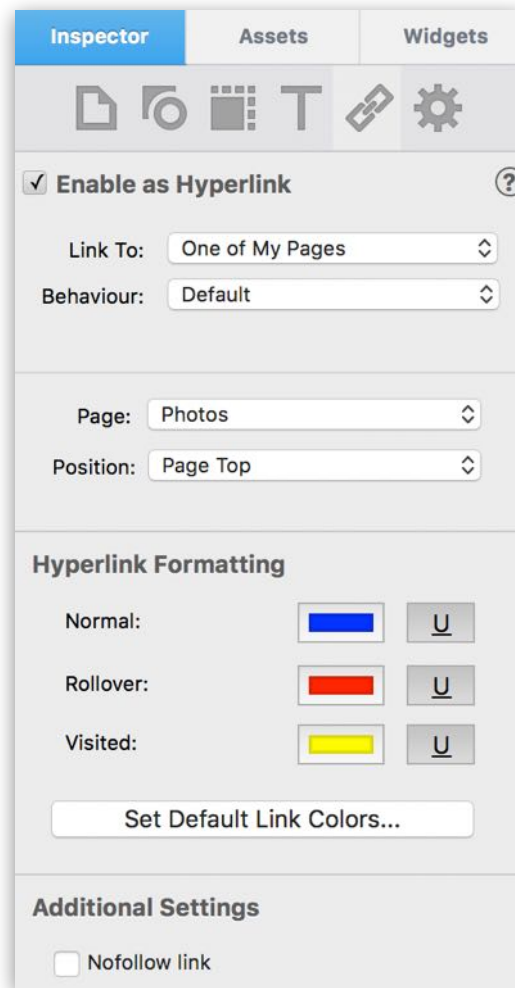 Inspector Assets Widgets
T
Enable as Hyperlink ?
Link To: One of My Pages
Behaviour: Default
Page: Photos
Position: Page Top
Hyperlink Formatting
Normal: U
Rollover: U
Visited: U
Set Default Link Colors...
Additional Settings
Nofollow link